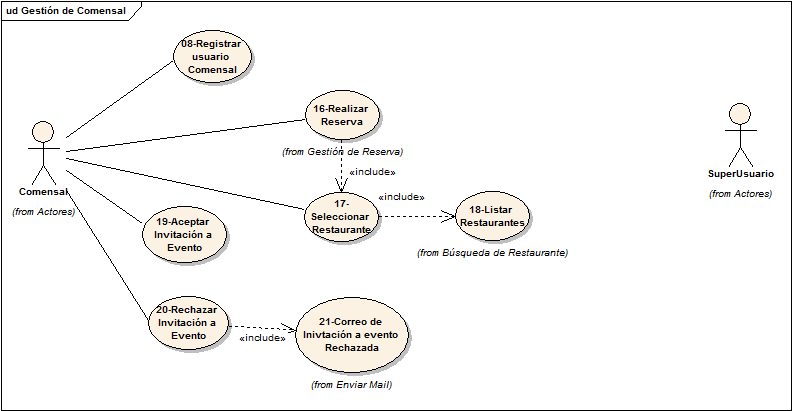 ud Gestión de Comensal
08-Registrar
usuario
Comensal
16-Realizar
Reserva
(from Gestión de Reserva)
«include»
SuperUsuario
(from Actores)
Comensal
(from Actores)
17-
Seleccionar
Restaurante
«include»
18-Listar
Restaurantes
(from Búsqueda de Restaurante)
19-Aceptar
Invitación a
Evento
20-Rechazar
Invitación a
Evento
«include»
21-Correo de
Inivtación a evento
Rechazada
(from Enviar Mail)